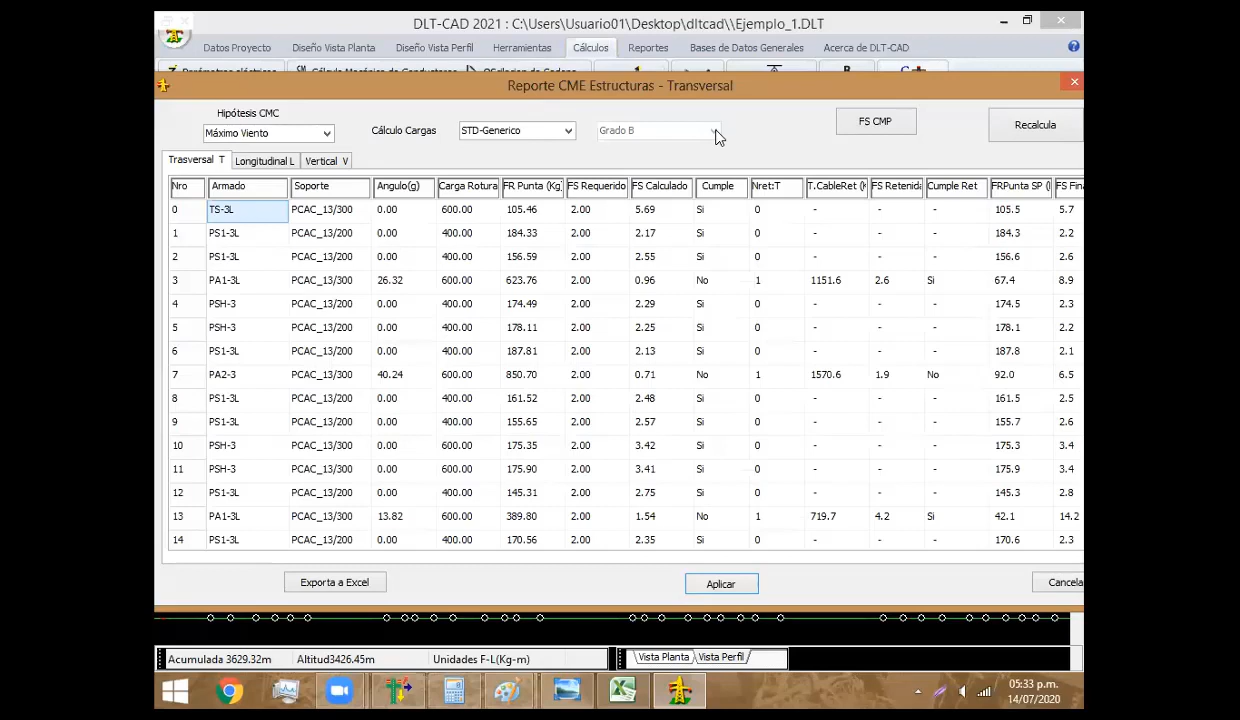 DLT-CAD 2021 : C:\Users\Usuario01\Desktop\dltcad\\Ejemplo_1.DLT
Datos Proyecto Diseño Vista Planta Diseño Vista Perfil Herramientas Cálculos Reportes Bases de Datos Generales Acerca de DLT-CAD
Reporte CME Estructuras - Transversal
Hipótesis CMC
Máximo Viento Cálculo Cargas STD-Generico Grado B FS CMP Recalcula
Trasversal T Longitudinal L Vertical V
Nro Armado Soporte Angulo(g) Carga Rotura FR Punta (Kg) FS Requerido FS Calculado Cumple Nret:T T.CableRet (K FS Retenida Cumple Ret FRPunta SP ( FS Fina
0 TS-3L PCAC_13/300 0.00 600.00 105.46 2.00 5.69 Si 0 - - - 105.5 5.7
1 PS1-3L PCAC_13/200 0.00 400.00 184.33 2.00 2.17 Si 0 - - - 184.3 2.2
2 PS1-3L PCAC_13/200 0.00 400.00 156.59 2.00 2.55 Si 0 - - - 156.6 2.6
3 PA1-3L PCAC_13/300 26.32 600.00 623.76 2.00 0.96 No 1 1151.6 2.6 Si 67.4 8.9
4 PSH-3 PCAC_13/200 0.00 400.00 174.49 2.00 2.29 Si 0 - - - 174.5 2.3
5 PSH-3 PCAC_13/200 0.00 400.00 178.11 2.00 2.25 Si 0 - - - 178.1 2.2
6 PS1-3L PCAC_13/200 0.00 400.00 187.81 2.00 2.13 Si 0 - - - 187.8 2.1
7 PA2-3 PCAC_13/300 40.24 600.00 850.70 2.00 0.71 No 1 1570.6 1.9 No 92.0 6.5
8 PS1-3L PCAC_13/200 0.00 400.00 161.52 2.00 2.48 Si 0 - - - 161.5 2.5
9 PS1-3L PCAC_13/200 0.00 400.00 155.65 2.00 2.57 Si 0 - - - 155.7 2.6
10 PSH-3 PCAC_13/300 0.00 600.00 175.35 2.00 3.42 Si 0 - - - 175.3 3.4
11 PSH-3 PCAC_13/300 0.00 600.00 175.90 2.00 3.41 Si 0 - - - 175.9 3.4
12 PS1-3L PCAC_13/200 0.00 400.00 145.31 2.00 2.75 Si 0 - - - 145.3 2.8
13 PA1-3L PCAC_13/300 13.82 600.00 389.80 2.00 1.54 No 1 719.7 4.2 Si 42.1 14.2
14 PS1-3L PCAC_13/200 0.00 400.00 170.56 2.00 2.35 Si 0 - - - 170.6 2.3
Exporta a Excel Aplicar Cancela
Acumulada 3629.32m Altitud3426.45m Unidades F-L(Kg-m) Vista Planta Vista Perfil
05:33 p.m.
14/07/2020